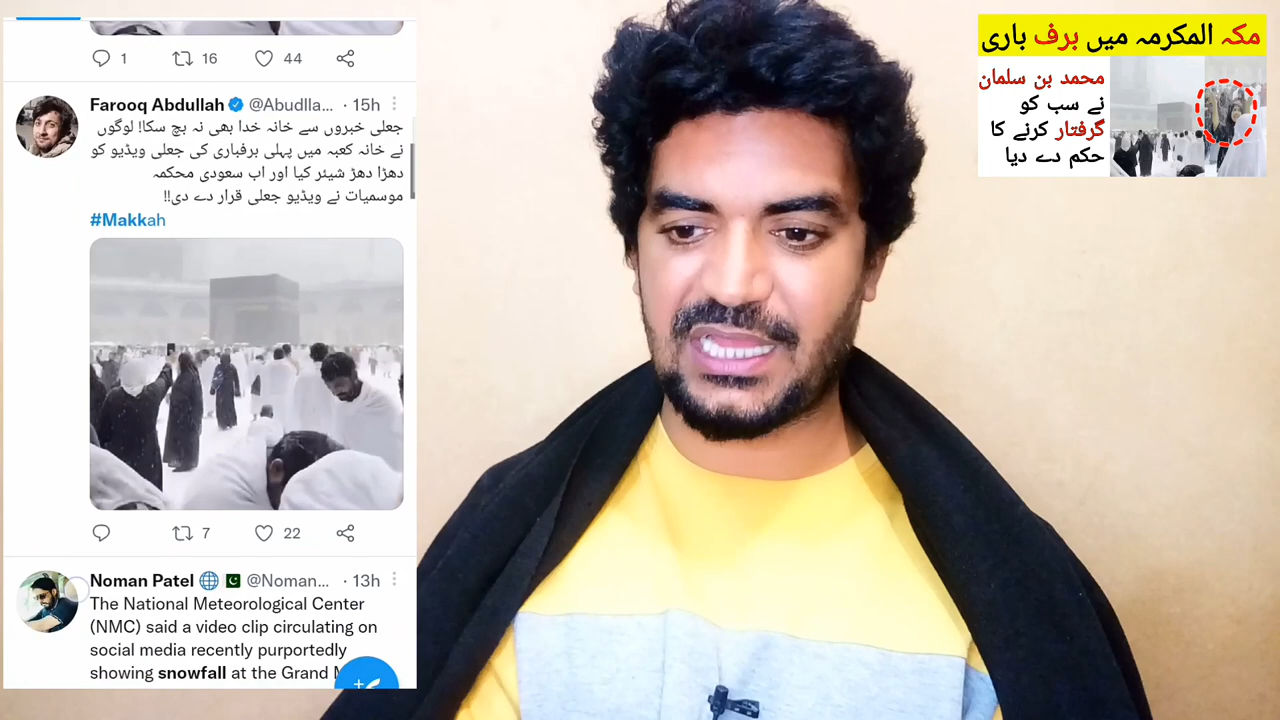 1 16 44
Farooq Abdullah @Abudlla... · 15h
جعلی خبروں سے خانہ خدا بھی نہ بچ سکا! لوگوں
نے خانہ کعبہ میں پہلی برفباری کی جعلی ویڈیو کو
دھڑا دھڑ شیئر کیا اور اب سعودی محکمہ
موسمیات نے ویڈیو جعلی قرار دے دی!!
#Makkah
7 22
Noman Patel @Noman... · 13h
The National Meteorological Center
(NMC) said a video clip circulating on
social media recently purportedly
showing snowfall at the Grand
مکہ المکرمہ میں برف باری
محمد بن سلمان
نے سب کو
گرفتار کرنے کا
حکم دے دیا